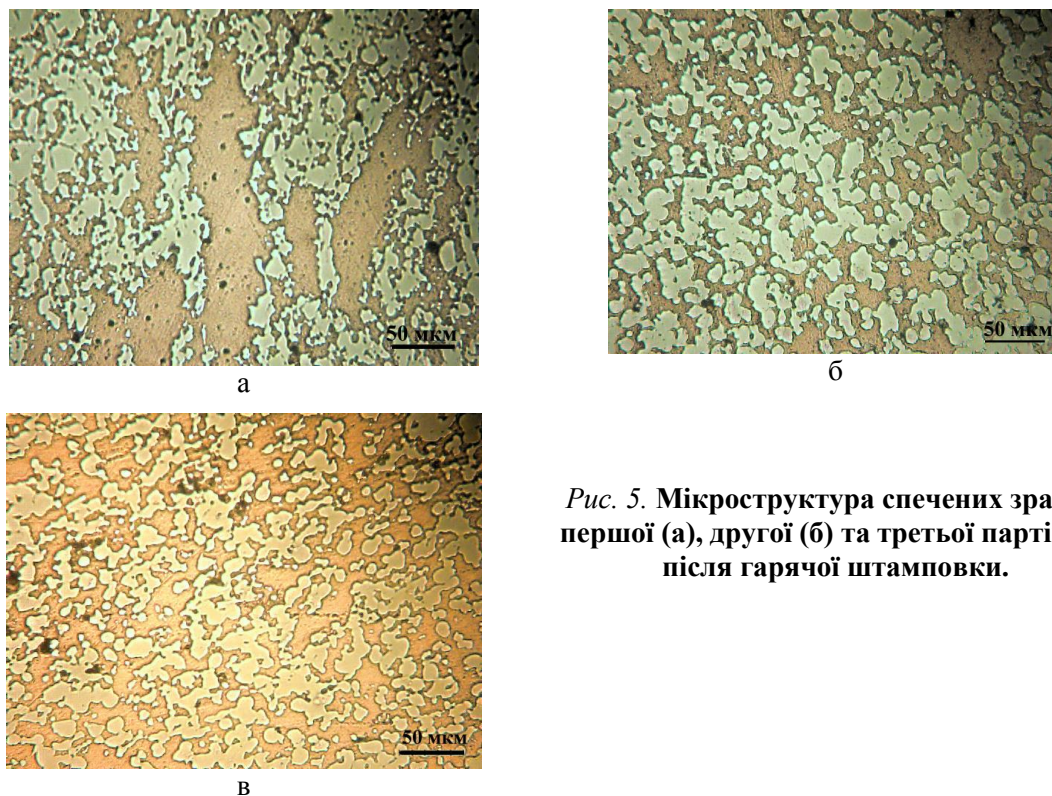 50 мкм
50 мкм
а
б
50 мкм
Рис. 5. Мікроструктура спечених зра
першої (а), другої (б) та третьої парті
після гарячої штамповки.
в